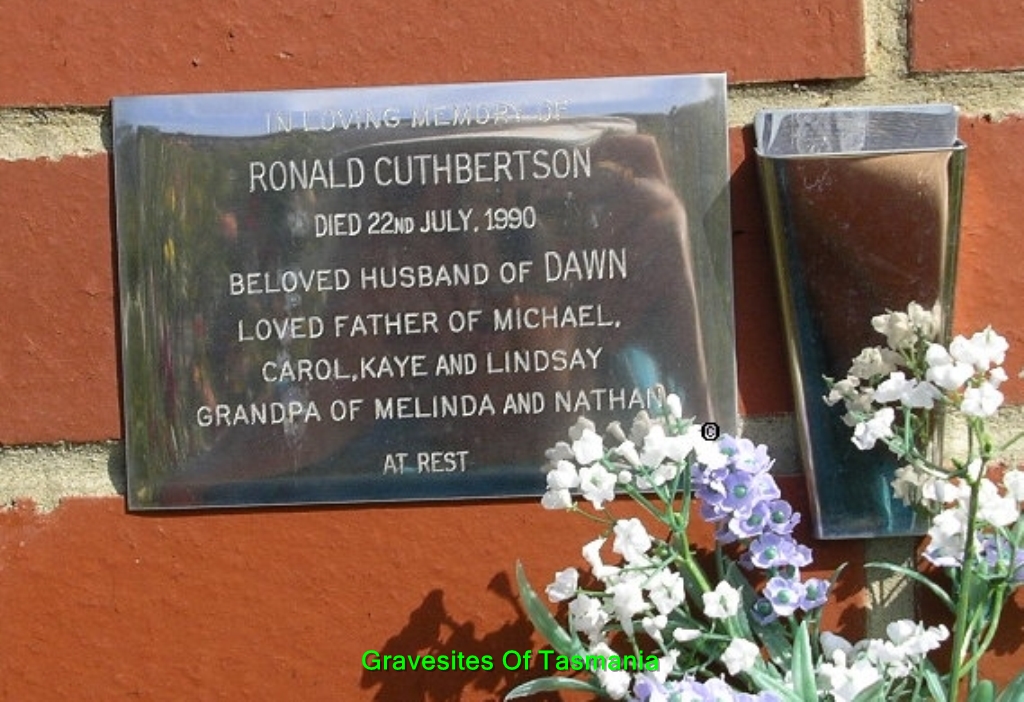 IN LOVING MEMORY OF
RONALD CUTHBERTSON
DIED 22ND JULY, 1990
BELOVED HUSBAND OF DAWN
LOVED FATHER OF MICHAEL,
CAROL, KAYE AND LINDSAY
GRANDPA OF MELINDA AND NATHAN
AT REST
©
Gravesites Of Tasmania